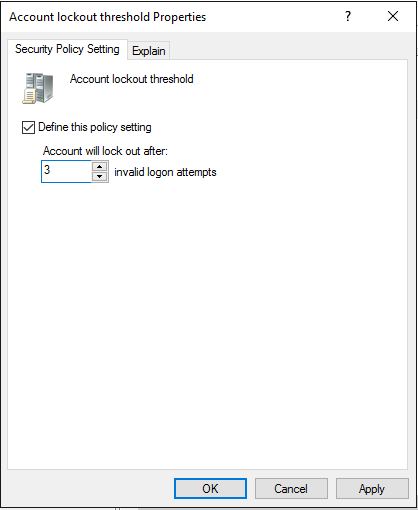 Account lockout threshold Properties
?
Security Policy Setting
Explain
Account lockout threshold
Define this policy setting
Account will lock out after:
3 invalid logon attempts
OK
Cancel
Apply